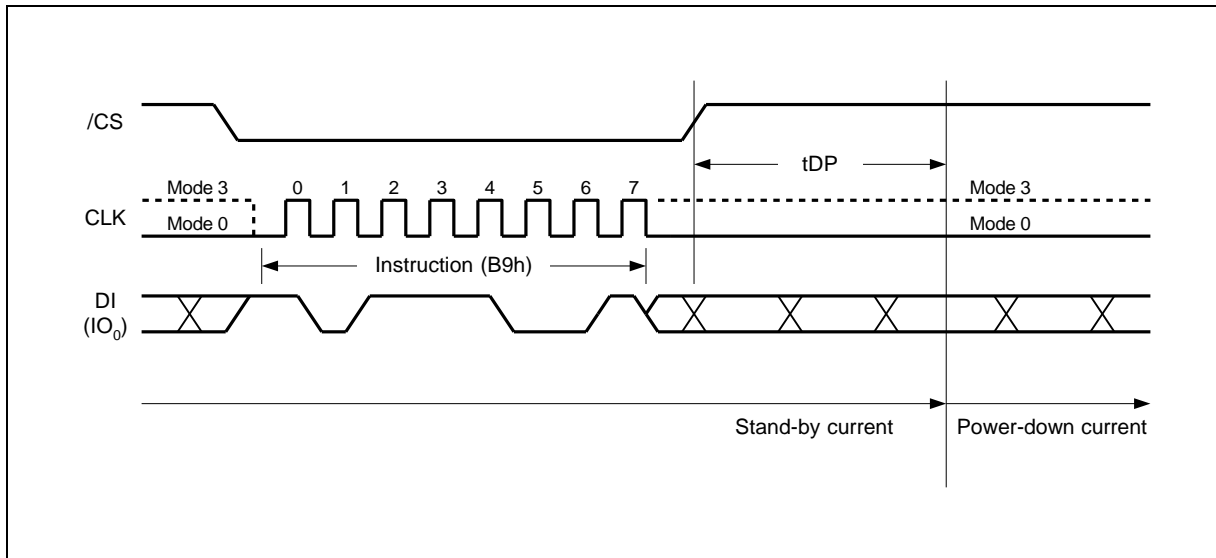 /CS
tDP
0 1 2 3 4 5 6 7
Mode 3
Mode 3
CLK
Mode 0
Mode 0
Instruction (B9h)
DI
(IO0)
Stand-by current
Power-down current